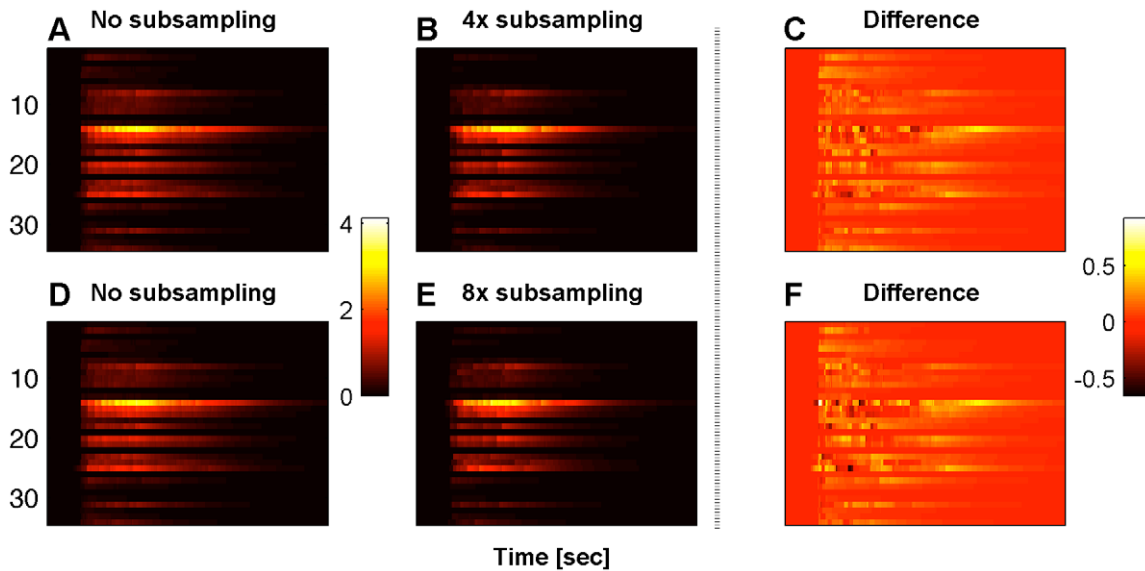 A No subsampling
B 4x subsampling
C Difference
10
20
30
4
2
0
D No subsampling
E 8x subsampling
F Difference
10
20
30
0.5
0
-0.5
Time [sec]